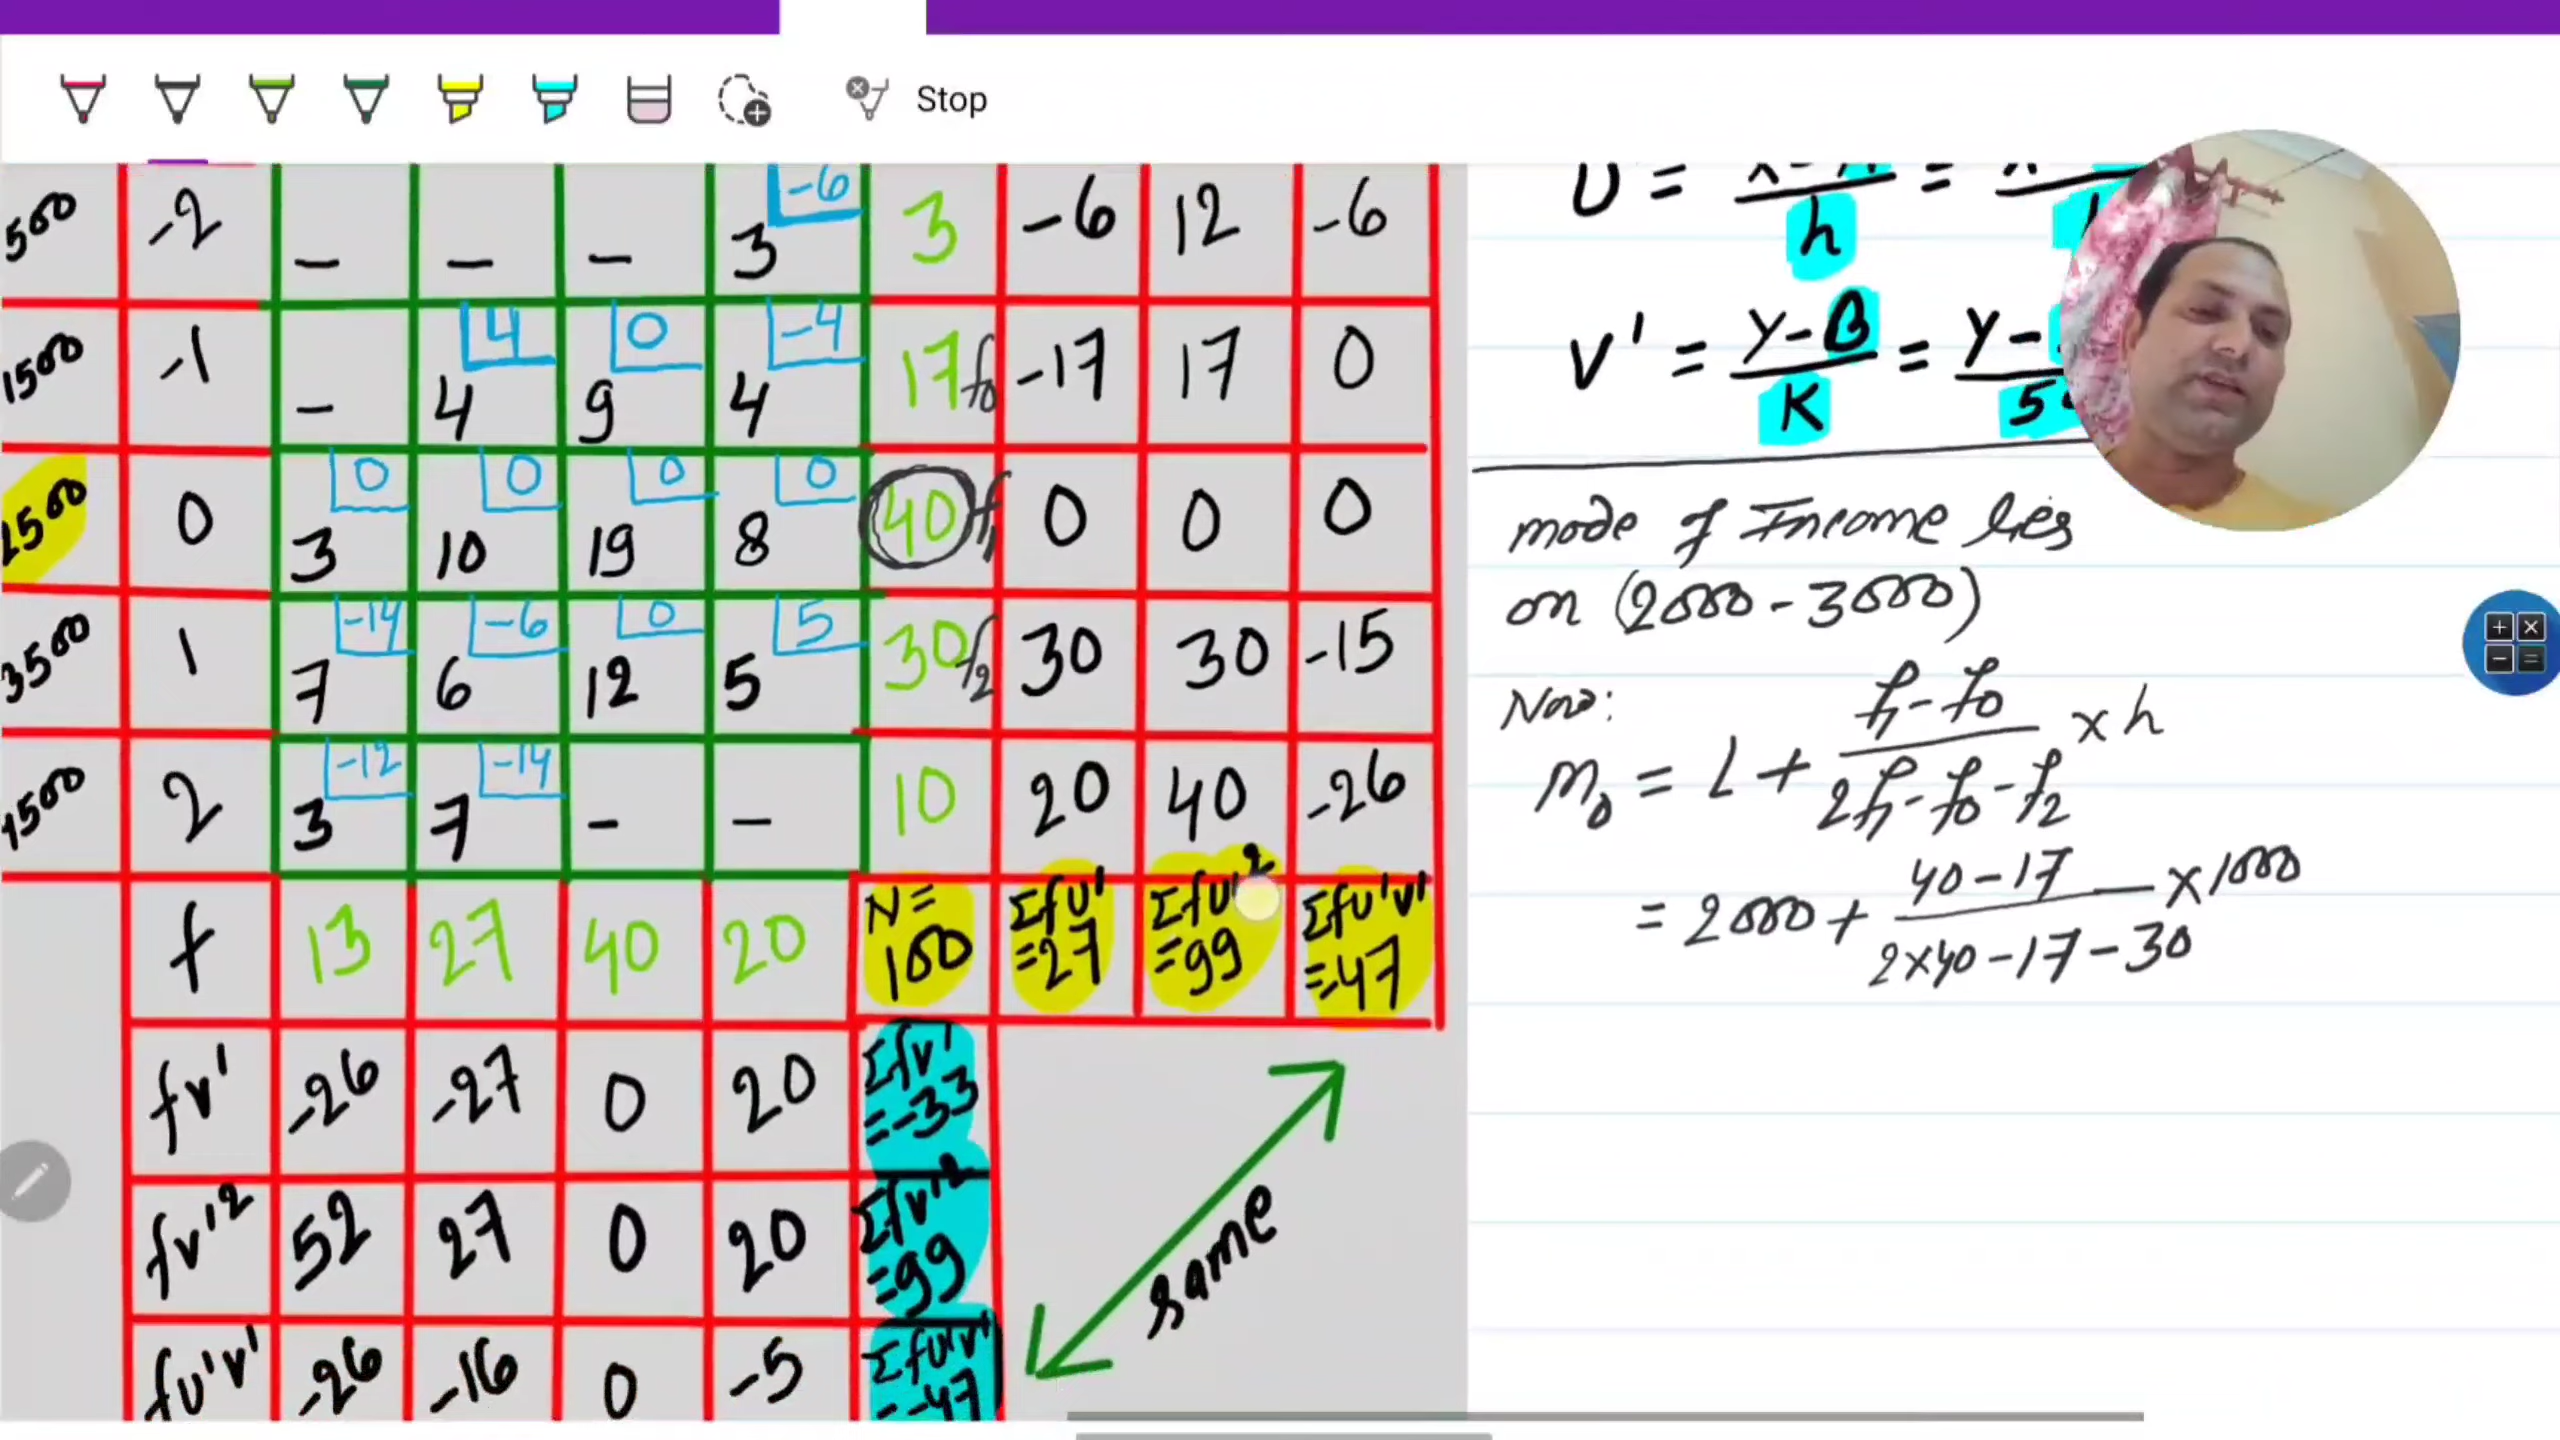 Stop
-6
500 -2 - - - 3 3 -6 12 -6
4 0 -4
1500 -1 - 4 9 4 17 f0 -17 17 0
0 0 0 0
2500 0 3 10 19 8 40 f1 0 0 0
-14 -6 0 5
3500 1 7 6 12 5 30 f2 30 30 -15
-12 -14
4500 2 3 7 - - 10 20 40 -26
f 13 27 40 20 N= 100 Σfu' =27 Σfu'² =99 Σfu'v' =-47
fv' -26 -27 0 20 Σfv' =-33
fv'² 52 27 0 20 Σfv'² =99
fu'v' -26 -16 0 -5 Σfu'v' =-47
same
h
V' = Y-B / K = Y-
mode of Income lies
on (2000 - 3000)
Now:
M0 = L + f1-f0 / 2f1-f0-f2 × h
= 2000 + 40-17 / 2×40-17-30 ×1000